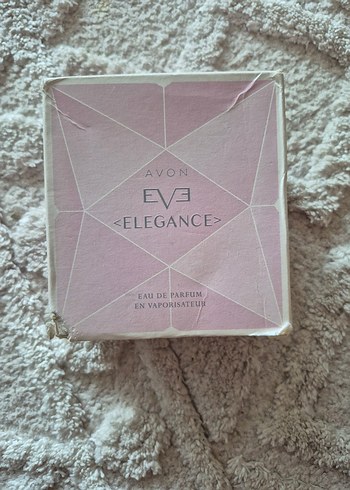 AVON
EVE
<ELEGANCE>
EAU DE PARFUM
EN VAPORISATEUR